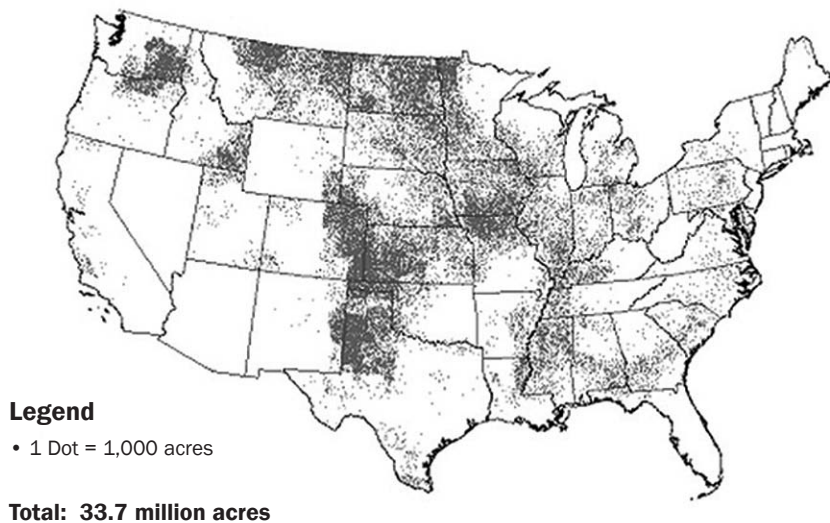 Legend
• 1 Dot = 1,000 acres
Total: 33.7 million acres